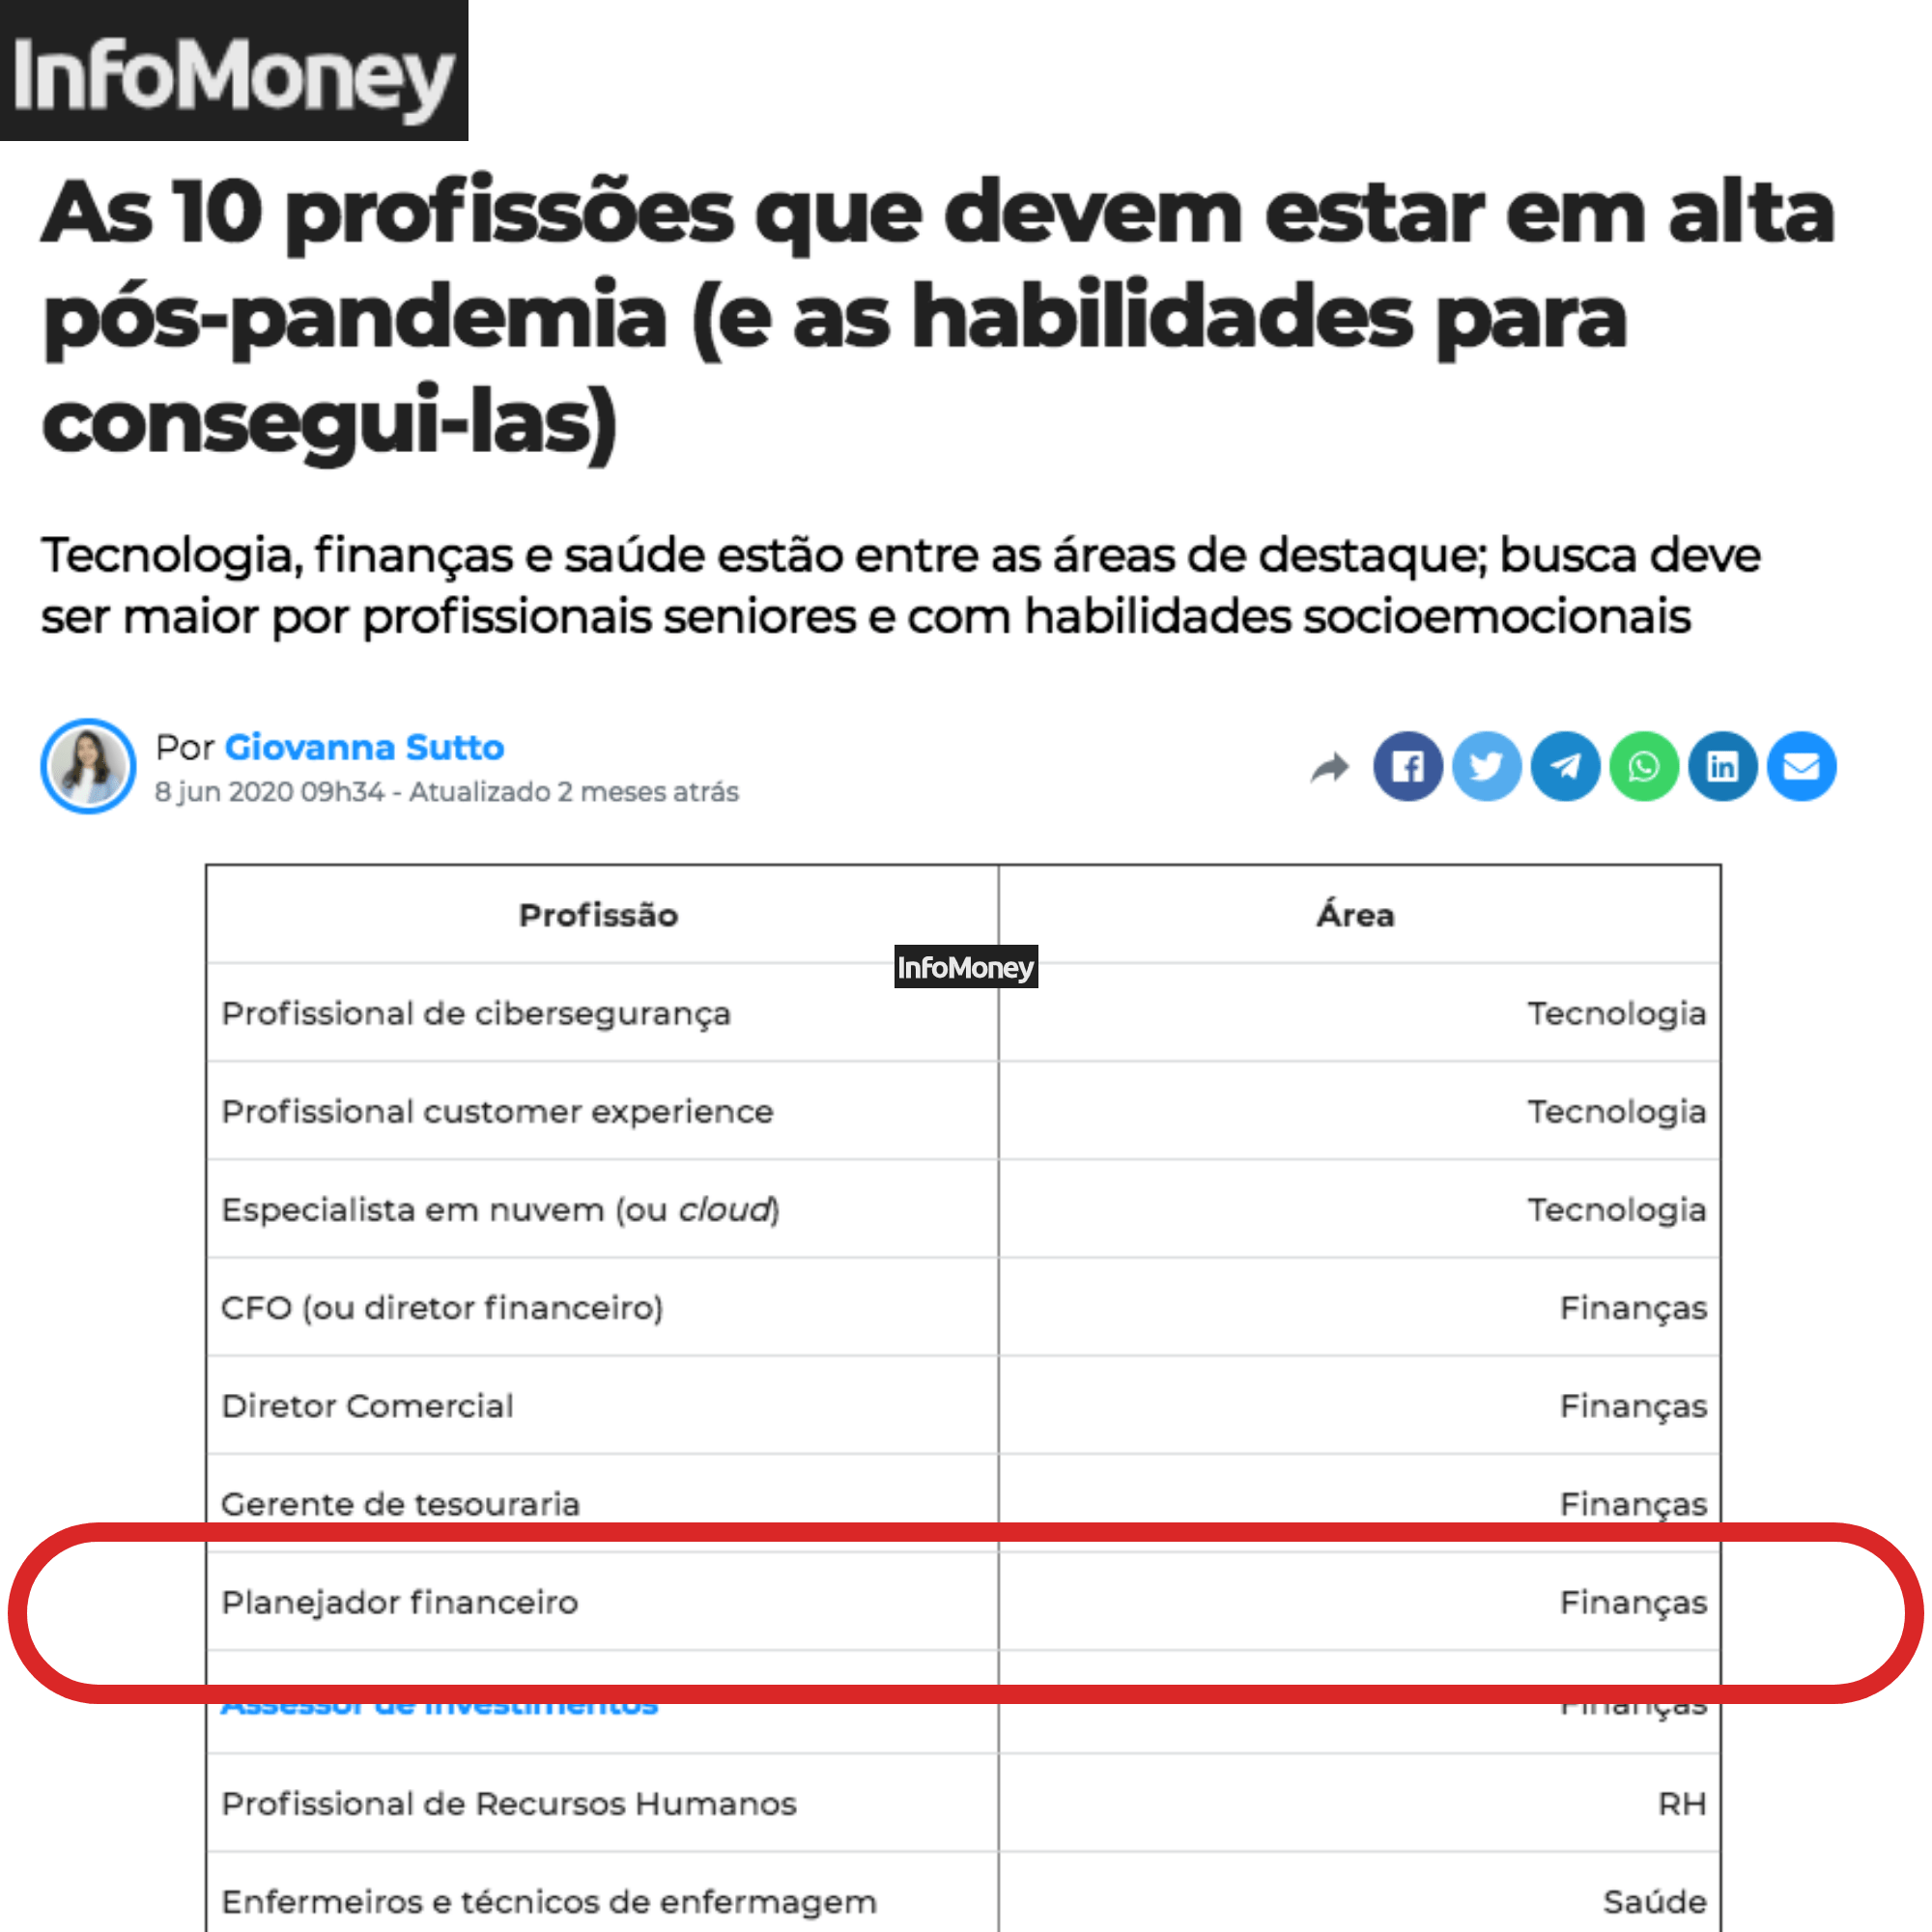 InfoMoney
As 10 profissões que devem estar em alta
pós-pandemia (e as habilidades para
consegui-las)
Tecnologia, finanças e saúde estão entre as áreas de destaque; busca deve
ser maior por profissionais seniores e com habilidades socioemocionais
Por Giovanna Sutto
8 jun 2020 09h34 - Atualizado 2 meses atrás
Profissão Área
InfoMoney
Profissional de cibersegurança Tecnologia
Profissional customer experience Tecnologia
Especialista em nuvem (ou cloud) Tecnologia
CFO (ou diretor financeiro) Finanças
Diretor Comercial Finanças
Gerente de tesouraria Finanças
Planejador financeiro Finanças
Assessor de investimentos Finanças
Profissional de Recursos Humanos RH
Enfermeiros e técnicos de enfermagem Saúde